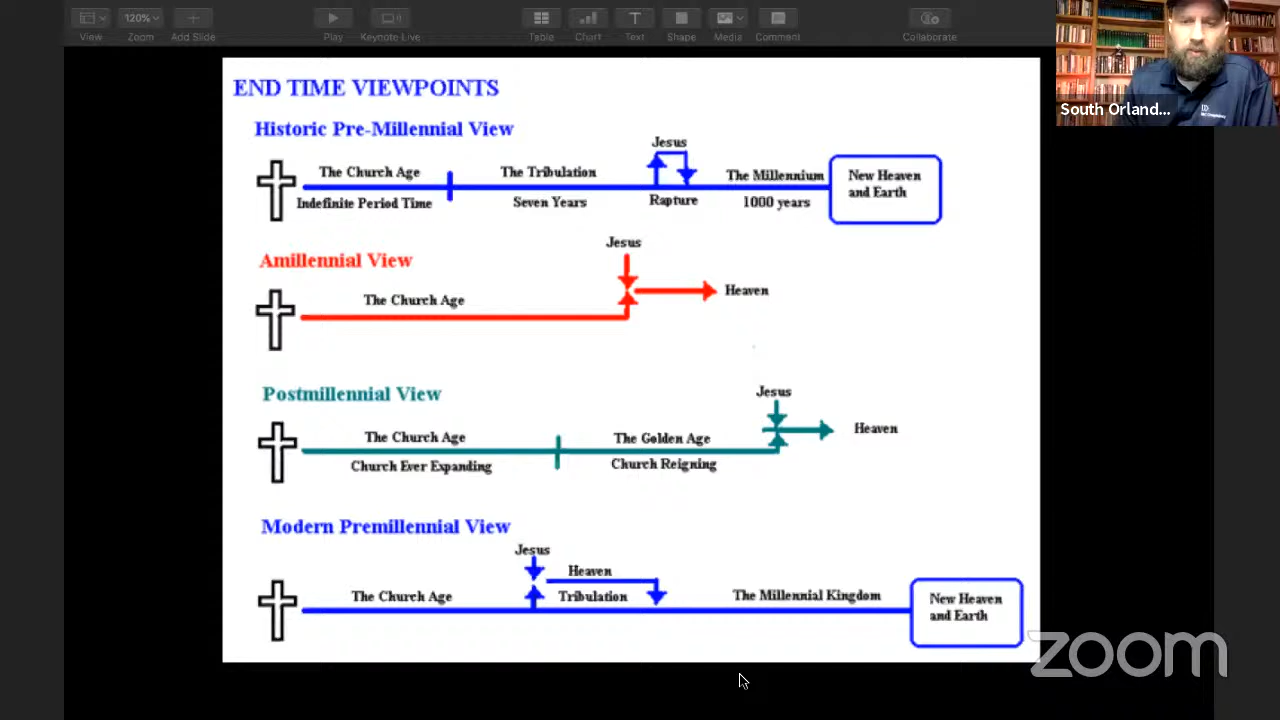 120%
View
Zoom
Add Slide
Play
Keynote Live
Table
Chart
Text
Shape
Media
Comment
Collaborate
South Orland...
END TIME VIEWPOINTS
Historic Pre-Millennial View
Jesus
The Church Age
The Tribulation
The Millennium
New Heaven
and Earth
Indefinite Period Time
Seven Years
Rapture
1000 years
Jesus
Amillennial View
The Church Age
Heaven
Postmillennial View
Jesus
The Church Age
The Golden Age
Heaven
Church Ever Expanding
Church Reigning
Modern Premillennial View
Jesus
Heaven
The Church Age
Tribulation
The Millennial Kingdom
New Heaven
and Earth
zoom